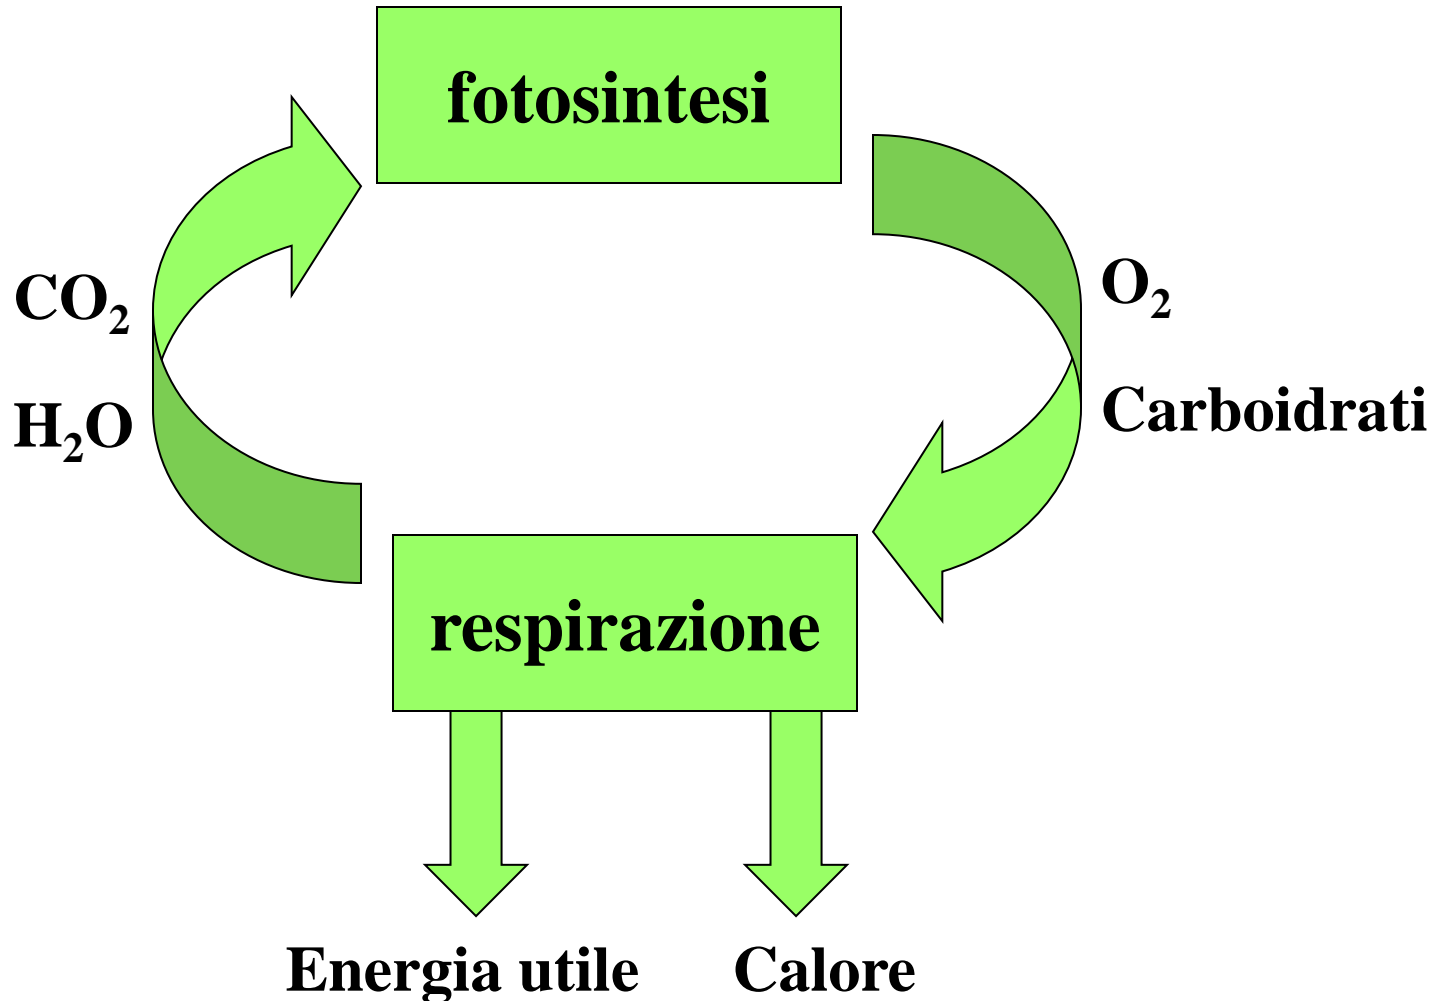 fotosintesi
CO₂
H₂O
O₂
Carboidrati
respirazione
Energia utile
Calore